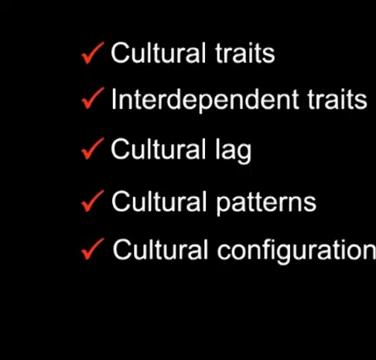 Cultural traits
Interdependent traits
Cultural lag
Cultural patterns
Cultural configuration